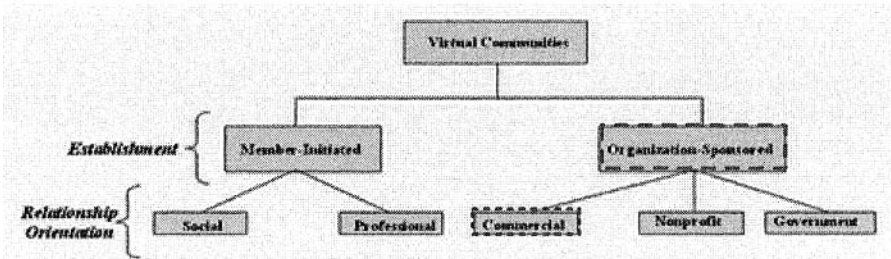 Virtual Communities
Establishment
Member-Initiated
Organization-Sponsored
Relationship
Orientation
Social
Professional
Commercial
Nonprofit
Government